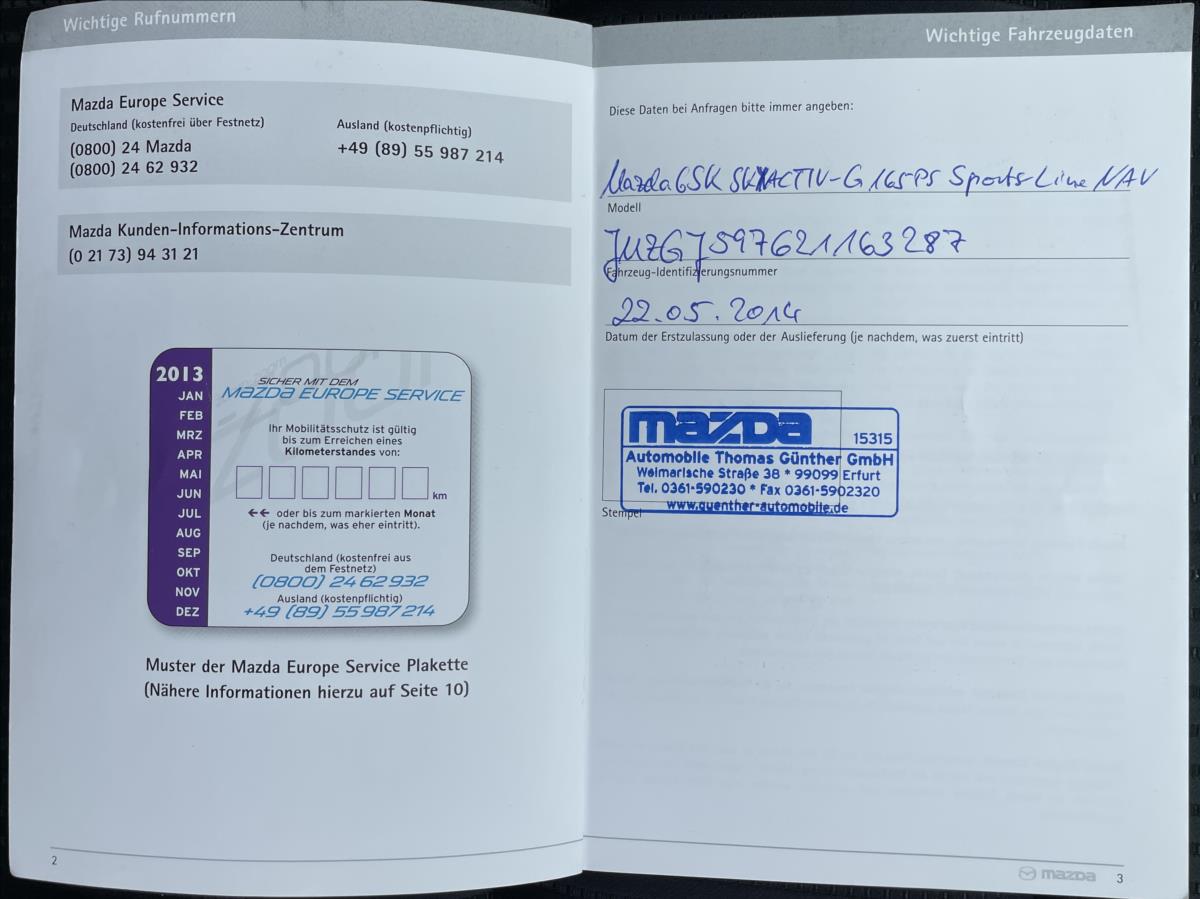 Wichtige Rufnummern
Mazda Europe Service
Deutschland (kostenfrei über Festnetz)
(0800) 24 Mazda
(0800) 24 62 932
Ausland (kostenpflichtig)
+49 (89) 55 987 214
Mazda Kunden-Informations-Zentrum
(0 21 73) 94 31 21
2013
JAN
FEB
MRZ
APR
MAI
JUN
JUL
AUG
SEP
OKT
NOV
DEZ
SICHER MIT DEM
MAZDA EUROPE SERVICE
Ihr Mobilitätsschutz ist gültig
bis zum Erreichen eines
Kilometerstandes von:
km
oder bis zum markierten Monat
(je nachdem, was eher eintritt).
Deutschland (kostenfrei aus
dem Festnetz)
(0800) 24 62 932
Ausland (kostenpflichtig)
+49 (89) 55 987 214
Muster der Mazda Europe Service Plakette
(Nähere Informationen hierzu auf Seite 10)
2
Wichtige Fahrzeugdaten
Diese Daten bei Anfragen bitte immer angeben:
Mazda 6SK SKYACTIV-G 165PS Sports-Line NAV
Modell
JMZGJ597621163287
Fahrzeug-Identifizierungsnummer
22.05.2014
Datum der Erstzulassung oder der Auslieferung (je nachdem, was zuerst eintritt)
mazda
15315
Automobile Thomas Günther GmbH
Weimarische Straße 38 * 99099 Erfurt
Tel. 0361-590230 * Fax 0361-5902320
www.guenther-automobile.de
Stempel
mazda
3